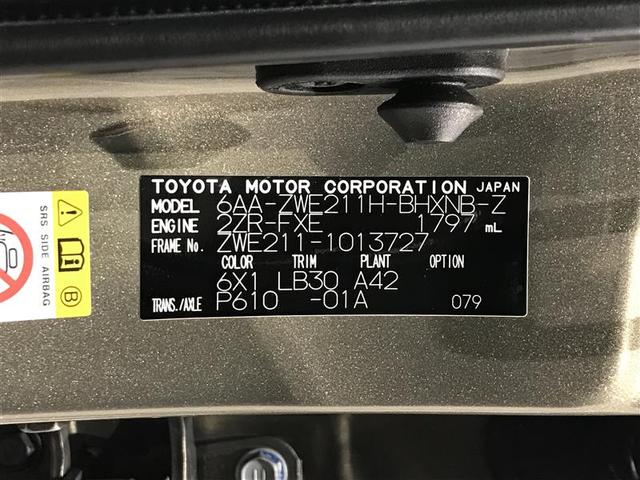 TOYOTA MOTOR CORPORATION JAPAN
MODEL 6AA-ZWE211H-BHXNB-Z
ENGINE 2ZR-FXE 1797 mL
FRAME No. ZWE211-1013727
COLOR TRIM PLANT OPTION
6X1 LB30 A42
TRANS./AXLE P610 -01A 079
SRS SIDE AIRBAG
B